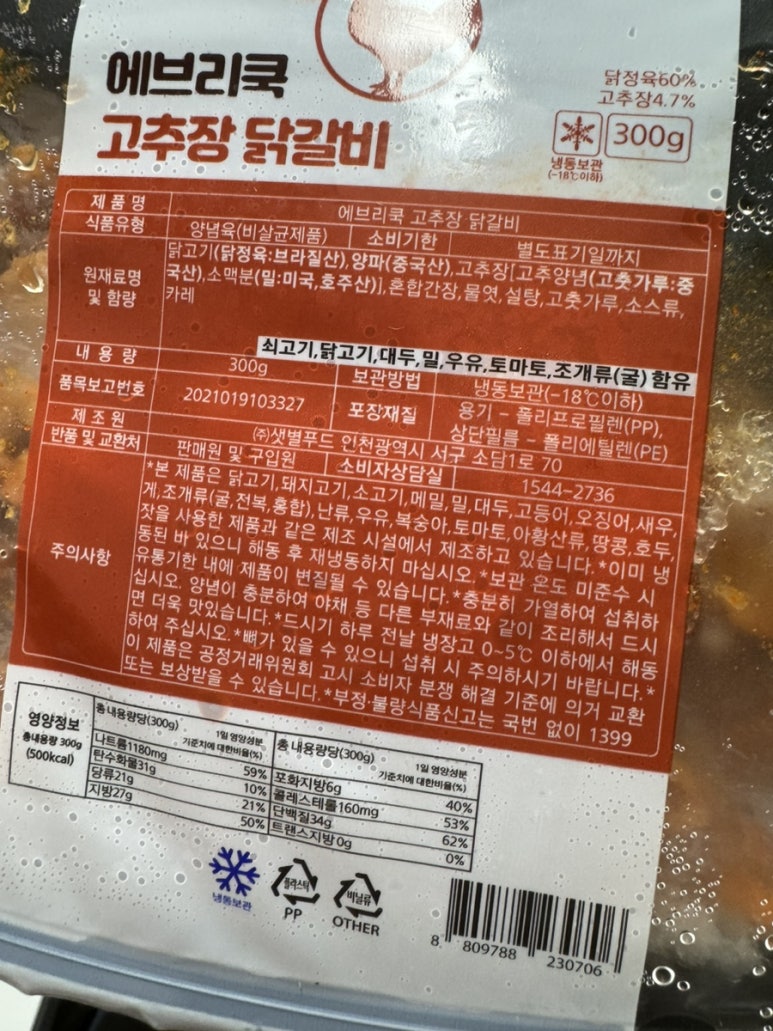 에브리쿡
고추장 닭갈비
닭정육60%
고추장4.7%
300g
냉동보관
(-18℃이하)
제 품 명 에브리쿡 고추장 닭갈비
식품유형 양념육(비살균제품) 소비기한 별도표기일까지
원재료명 및 함량
닭고기(닭정육:브라질산),양파(중국산),고추장[고추양념(고춧가루:중
국산),소맥분(밀:미국,호주산)],혼합간장,물엿,설탕,고춧가루,소스류,
카레
쇠고기,닭고기,대두,밀,우유,토마토,조개류(굴) 함유
내 용 량 300g 보관방법 냉동보관(-18℃이하)
품목보고번호 2021019103327 포장재질 용기 - 폴리프로필렌(PP),
상단필름 - 폴리에틸렌(PE)
제 조 원 ㈜샛별푸드 인천광역시 서구 소담1로 70
반품 및 교환처 판매원 및 구입원 소비자상담실 1544-2736
주의사항
*본 제품은 닭고기,돼지고기,소고기,메밀,밀,대두,고등어,오징어,새우,
게,조개류(굴,전복,홍합),난류,우유,복숭아,토마토,아황산류,땅콩,호두,
잣을 사용한 제품과 같은 제조 시설에서 제조하고 있습니다.*이미 냉
동된 바 있으니 해동 후 재냉동하지 마십시오.*보관 온도 미준수 시
유통기한 내에 제품이 변질될 수 있습니다.*충분히 가열하여 섭취하
십시오. 양념이 충분하여 야채 등 다른 부재료와 같이 조리해서 드시
면 더욱 맛있습니다.*드시기 하루 전날 냉장고 0~5℃ 이하에서 해동
하여 주십시오.*뼈가 있을 수 있으니 섭취 시 주의하시기 바랍니다.*
이 제품은 공정거래위원회 고시 소비자 분쟁 해결 기준에 의거 교환
또는 보상받을 수 있습니다.*부정·불량식품신고는 국번 없이 1399
영양정보
총내용량 300g
(500kcal)
총내용량당(300g) 1일 영양성분 기준치에 대한비율(%)
나트륨1180mg 59%
탄수화물31g 10%
당류21g 21%
지방27g 50%
총내용량당(300g) 1일 영양성분 기준치에 대한비율(%)
포화지방6g 40%
콜레스테롤160mg 53%
단백질34g 62%
트랜스지방0g 0%
냉동보관
플라스틱
PP
비닐류
OTHER
8 809788 230706